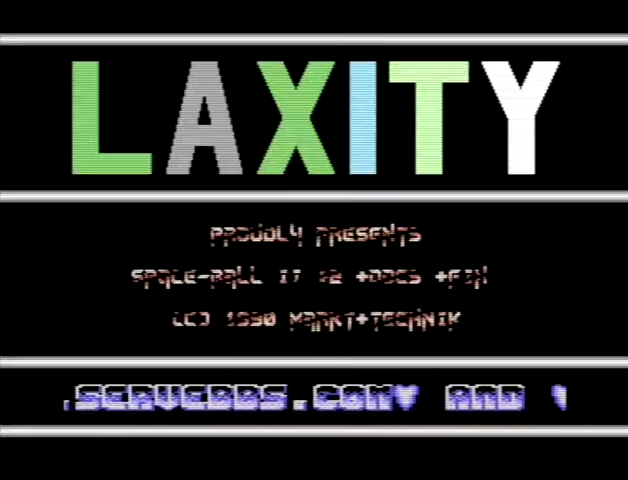 LAXITY
PROUDLY PRESENTS
SPACE-BALL II +2 +DOCS +FIX
(C) 1990 MARKT+TECHNIK
.SERVEBBS.COM♥ AND